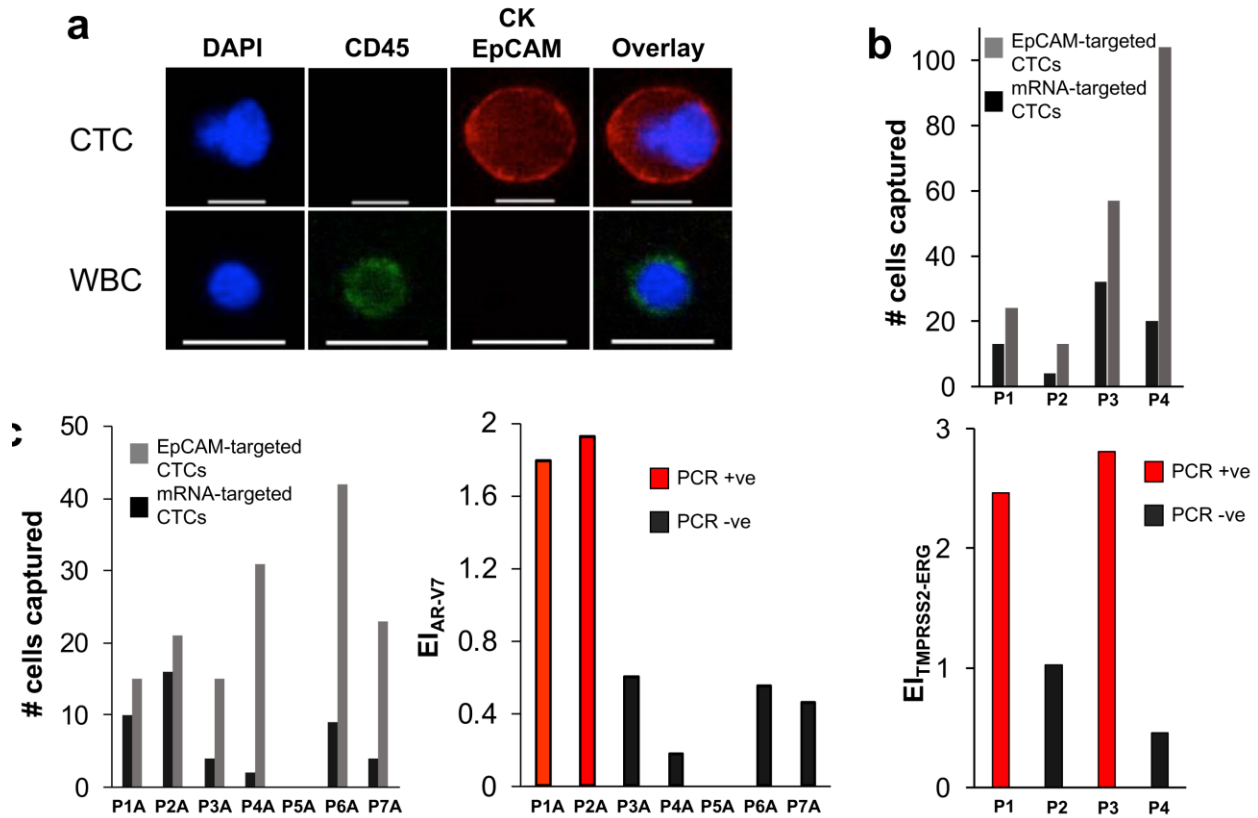 a
DAPI
CD45
CK
EpCAM
Overlay
CTC
WBC
b
EpCAM-targeted
CTCs
mRNA-targeted
CTCs
# cells captured
100
80
60
40
20
0
P1 P2 P3 P4
EpCAM-targeted
CTCs
mRNA-targeted
CTCs
# cells captured
50
40
30
20
10
0
P1A P2A P3A P4A P5A P6A P7A
EI AR-V7
2
1.6
1.2
0.8
0.4
0
PCR +ve
PCR -ve
P1A P2A P3A P4A P5A P6A P7A
EI TMPRSS2-ERG
3
2
1
0
PCR +ve
PCR -ve
P1 P2 P3 P4